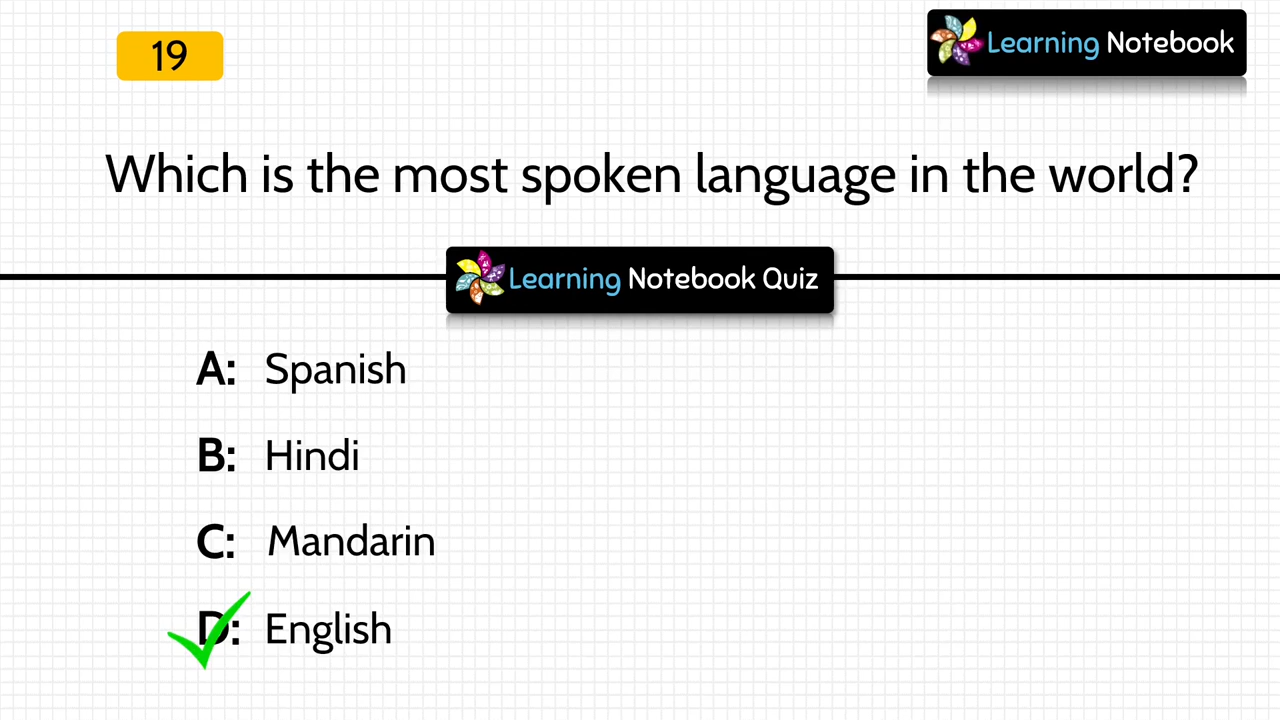 19
Learning Notebook
Which is the most spoken language in the world?
Learning Notebook Quiz
A: Spanish
B: Hindi
C: Mandarin
D: English